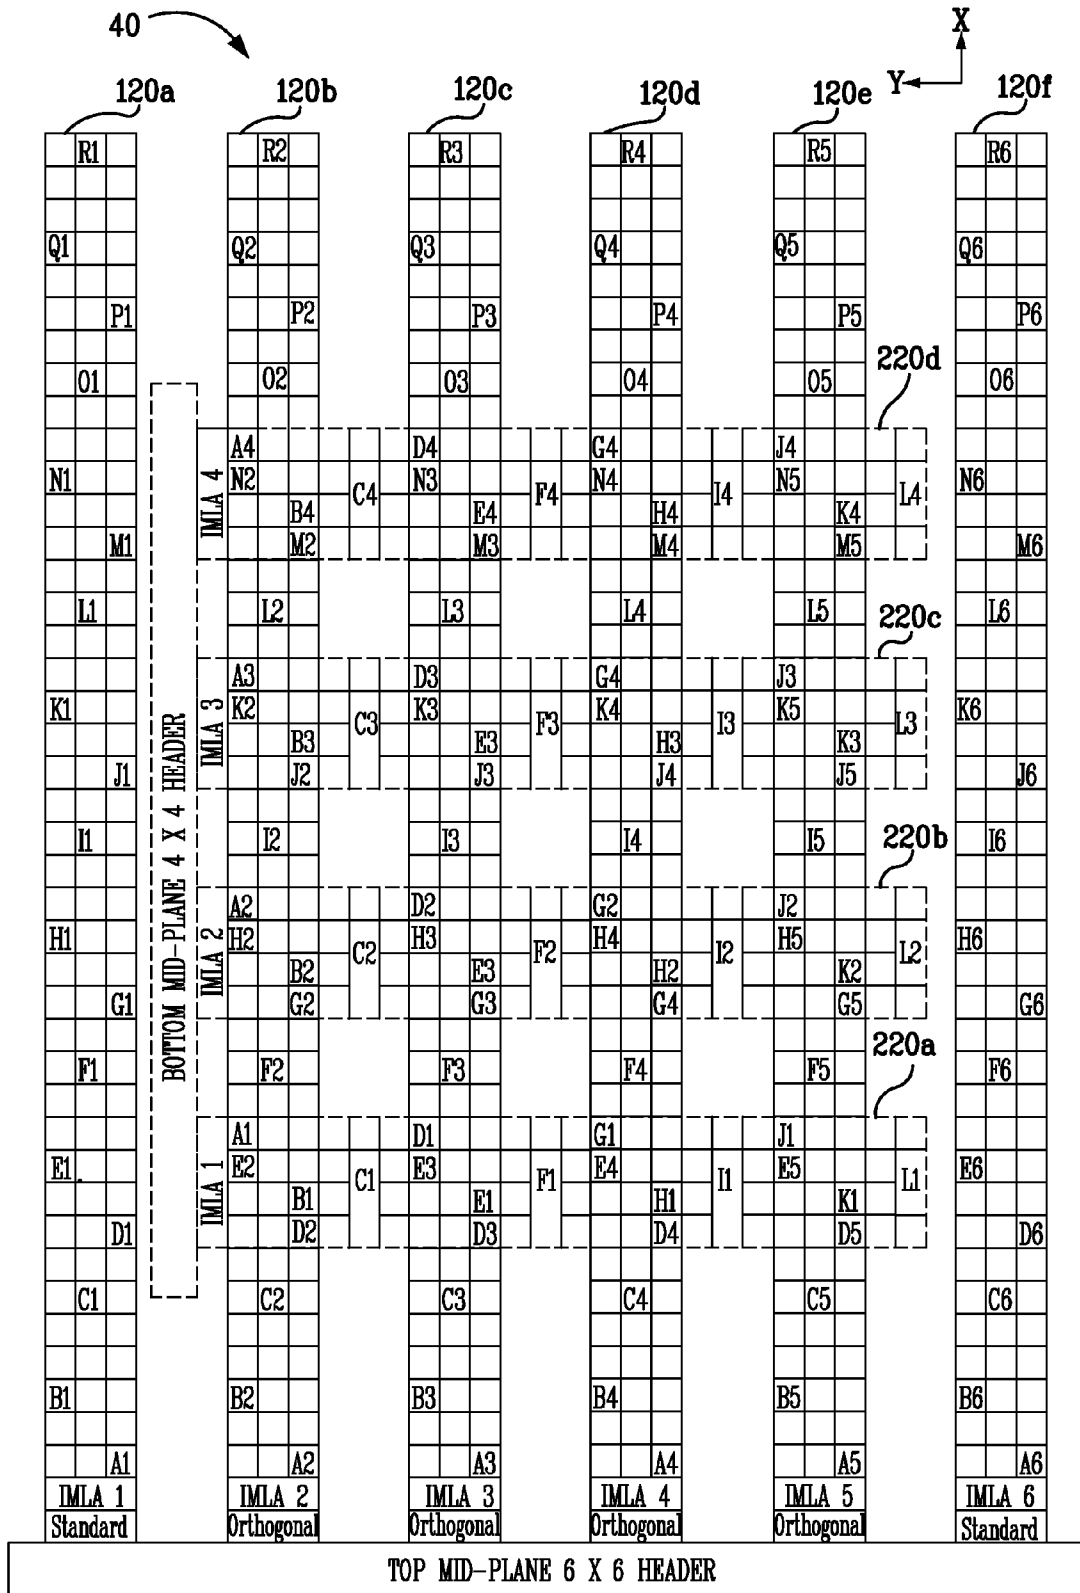 40
X
Y
120a 120b 120c 120d 120e 120f
R1 R2 R3 R4 R5 R6
Q1 Q2 Q3 Q4 Q5 Q6
P1 P2 P3 P4 P5 P6
220d
O1 O2 O3 O4 O5 O6
A4 D4 G4 J4
N1 N2 N3 N4 N5 N6
IMLA 4 C4 F4 I4 L4
B4 E4 H4 K4
M1 M2 M3 M4 M5 M6
L1 L2 L3 L4 L5 L6
220c
A3 D3 G4 J3
K1 K2 K3 K4 K5 K6
IMLA 3 C3 F3 I3 L3
B3 E3 H3 K3
J1 J2 J3 J4 J5 J6
BOTTOM MID-PLANE 4 X 4 HEADER
I1 I2 I3 I4 I5 I6
220b
A2 D2 G2 J2
H1 H2 H3 H4 H5 H6
IMLA 2 C2 F2 I2 L2
B2 E3 H2 K2
G1 G2 G3 G4 G5 G6
220a
F1 F2 F3 F4 F5 F6
A1 D1 G1 J1
E1 E2 E3 E4 E5 E6
IMLA 1 C1 F1 I1 L1
B1 E1 H1 K1
D1 D2 D3 D4 D5 D6
C1 C2 C3 C4 C5 C6
B1 B2 B3 B4 B5 B6
A1 A2 A3 A4 A5 A6
IMLA 1 IMLA 2 IMLA 3 IMLA 4 IMLA 5 IMLA 6
Standard Orthogonal Orthogonal Orthogonal Orthogonal Standard
TOP MID-PLANE 6 X 6 HEADER